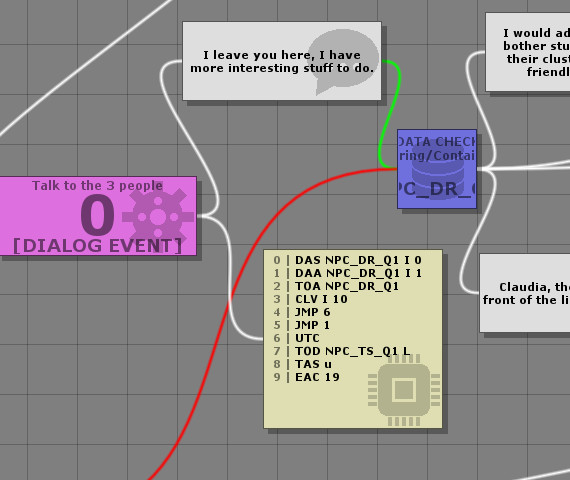 I leave you here, I have
more interesting stuff to do.
I would ad
bother stu
their clust
friendl
DATA CHECK
ring/Contai
PC_DR_
Talk to the 3 people
0
[DIALOG EVENT]
0 | DAS NPC_DR_Q1 I 0
1 | DAA NPC_DR_Q1 I 1
2 | TOA NPC_DR_Q1
3 | CLV I 10
4 | JMP 6
5 | JMP 1
6 | UTC
7 | TOD NPC_TS_Q1 L
8 | TAS u
9 | EAC 19
Claudia, the
front of the li